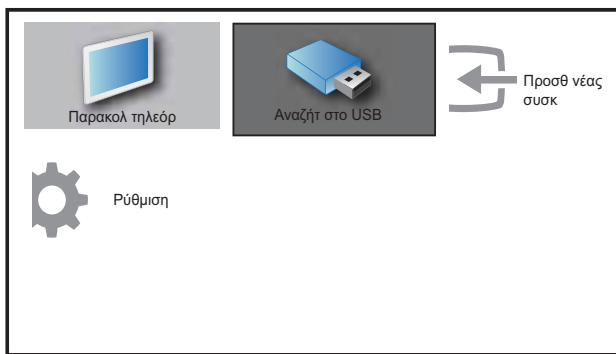 Παρακολ τηλεόρ
Αναζήτ στο USB
Προσθ νέας
συσκ
Ρύθμιση